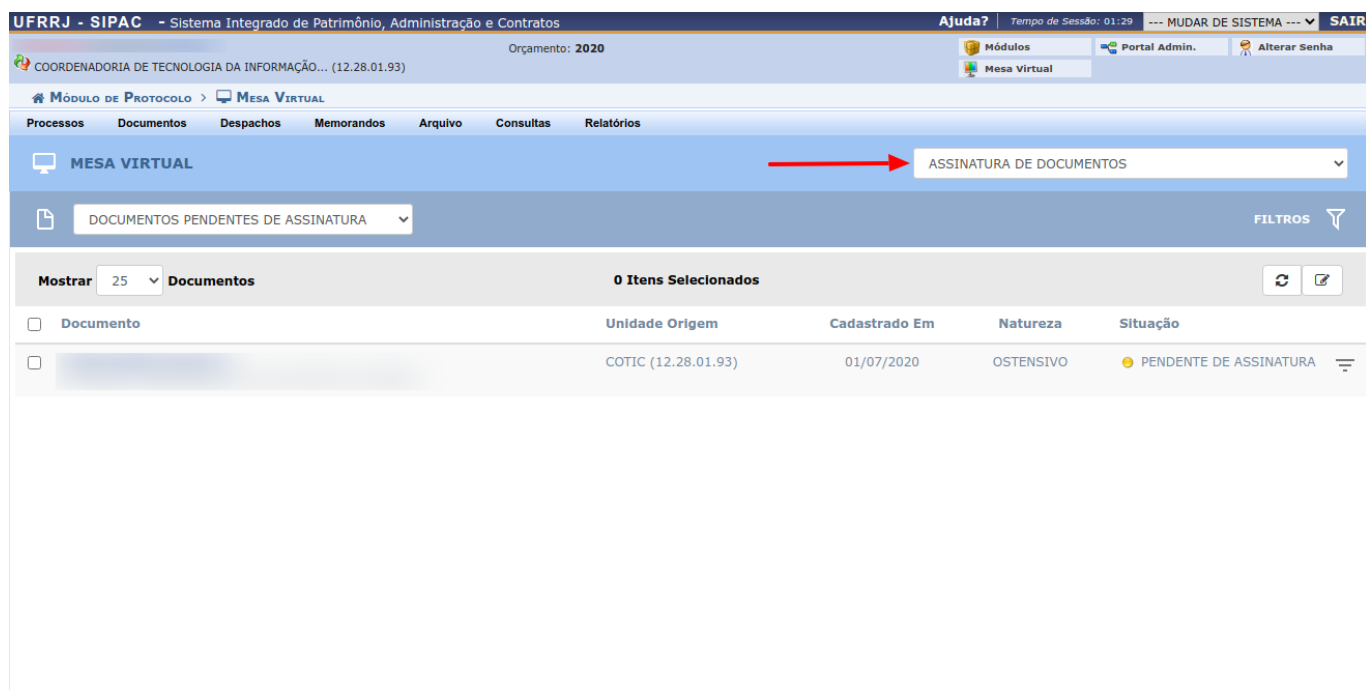 UFRRJ - SIPAC - Sistema Integrado de Patrimônio, Administração e Contratos Ajuda? Tempo de Sessão: 01:29 --- MUDAR DE SISTEMA --- SAIR
Orçamento: 2020 Módulos Portal Admin. Alterar Senha
COORDENADORIA DE TECNOLOGIA DA INFORMAÇÃO... (12.28.01.93) Mesa Virtual
MÓDULO DE PROTOCOLO > MESA VIRTUAL
Processos Documentos Despachos Memorandos Arquivo Consultas Relatórios
MESA VIRTUAL ASSINATURA DE DOCUMENTOS
DOCUMENTOS PENDENTES DE ASSINATURA FILTROS
Mostrar 25 Documentos 0 Itens Selecionados
Documento Unidade Origem Cadastrado Em Natureza Situação
COTIC (12.28.01.93) 01/07/2020 OSTENSIVO PENDENTE DE ASSINATURA